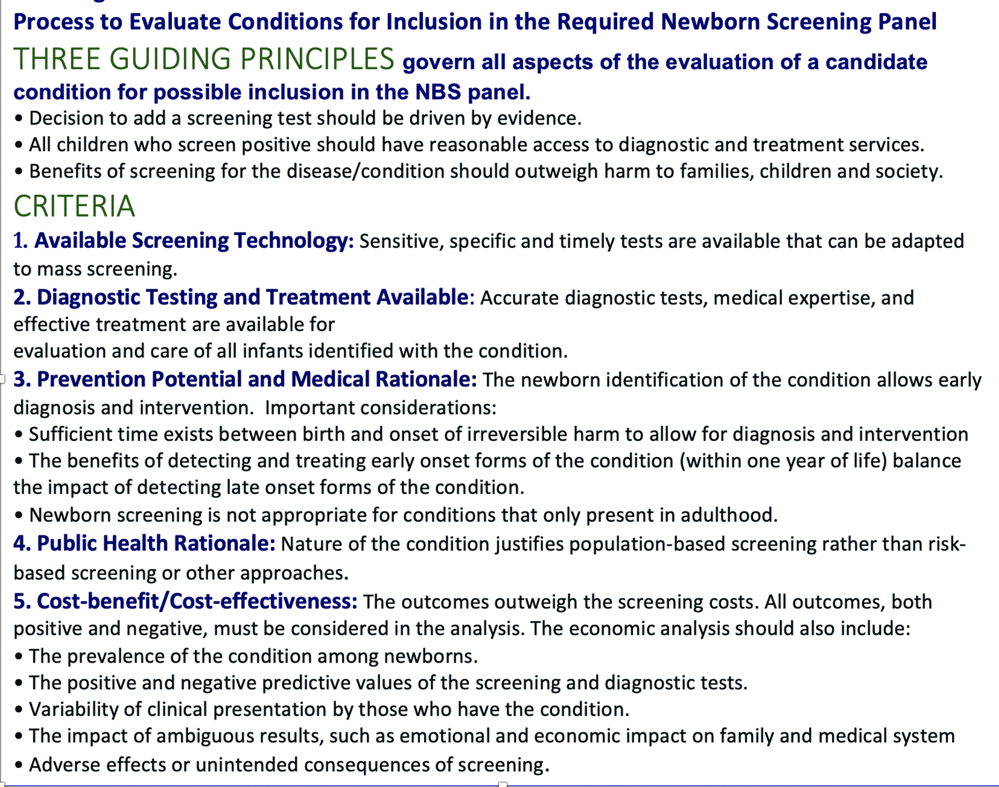 Process to Evaluate Conditions for Inclusion in the Required Newborn Screening Panel
THREE GUIDING PRINCIPLES govern all aspects of the evaluation of a candidate
condition for possible inclusion in the NBS panel.
• Decision to add a screening test should be driven by evidence.
• All children who screen positive should have reasonable access to diagnostic and treatment services.
• Benefits of screening for the disease/condition should outweigh harm to families, children and society.
CRITERIA
1. Available Screening Technology: Sensitive, specific and timely tests are available that can be adapted
to mass screening.
2. Diagnostic Testing and Treatment Available: Accurate diagnostic tests, medical expertise, and
effective treatment are available for
evaluation and care of all infants identified with the condition.
3. Prevention Potential and Medical Rationale: The newborn identification of the condition allows early
diagnosis and intervention.  Important considerations:
• Sufficient time exists between birth and onset of irreversible harm to allow for diagnosis and intervention
• The benefits of detecting and treating early onset forms of the condition (within one year of life) balance
the impact of detecting late onset forms of the condition.
• Newborn screening is not appropriate for conditions that only present in adulthood.
4. Public Health Rationale: Nature of the condition justifies population-based screening rather than risk-
based screening or other approaches.
5. Cost-benefit/Cost-effectiveness: The outcomes outweigh the screening costs. All outcomes, both
positive and negative, must be considered in the analysis. The economic analysis should also include:
• The prevalence of the condition among newborns.
• The positive and negative predictive values of the screening and diagnostic tests.
• Variability of clinical presentation by those who have the condition.
• The impact of ambiguous results, such as emotional and economic impact on family and medical system
• Adverse effects or unintended consequences of screening.